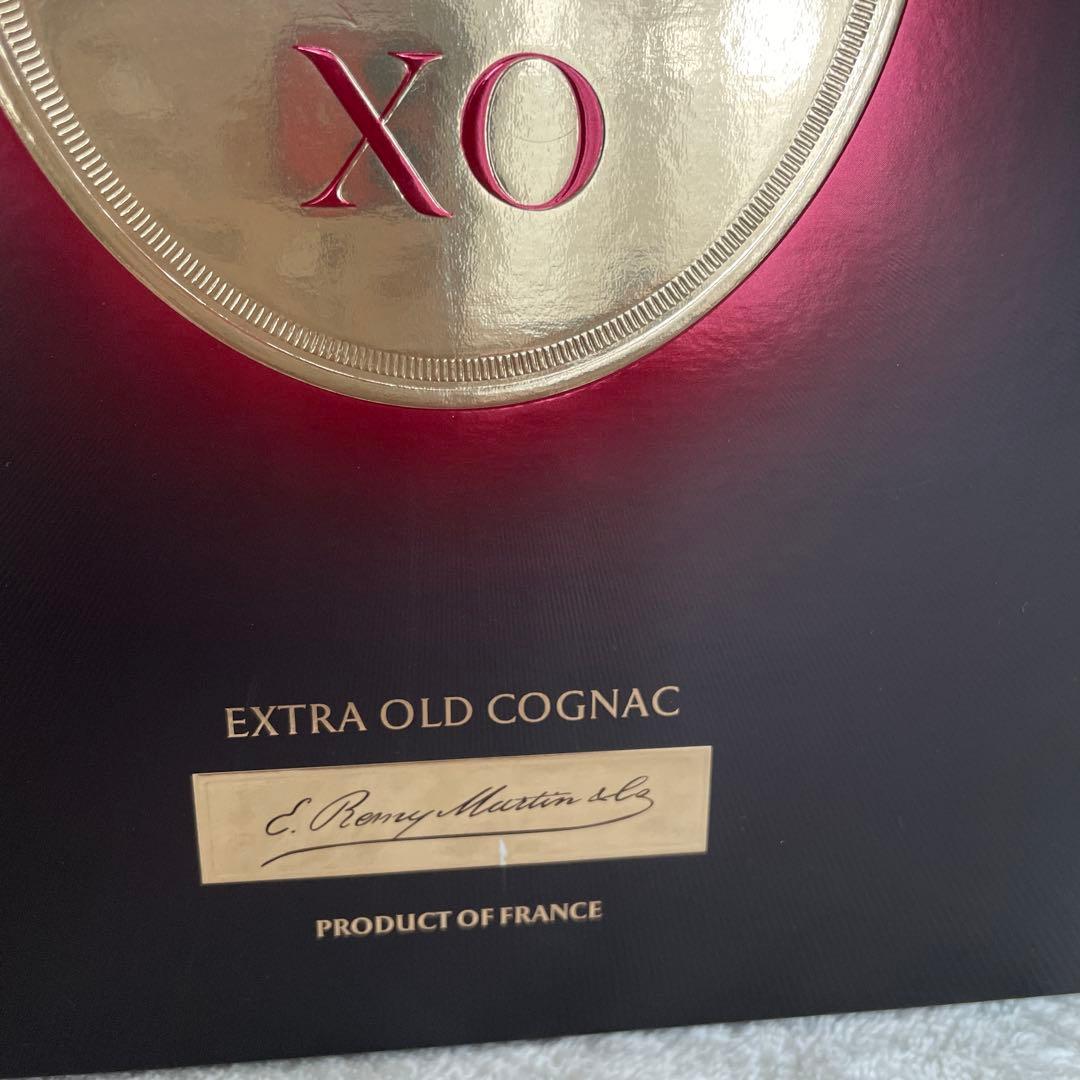 XO
EXTRA OLD COGNAC
E. Remy Martin & Co
PRODUCT OF FRANCE